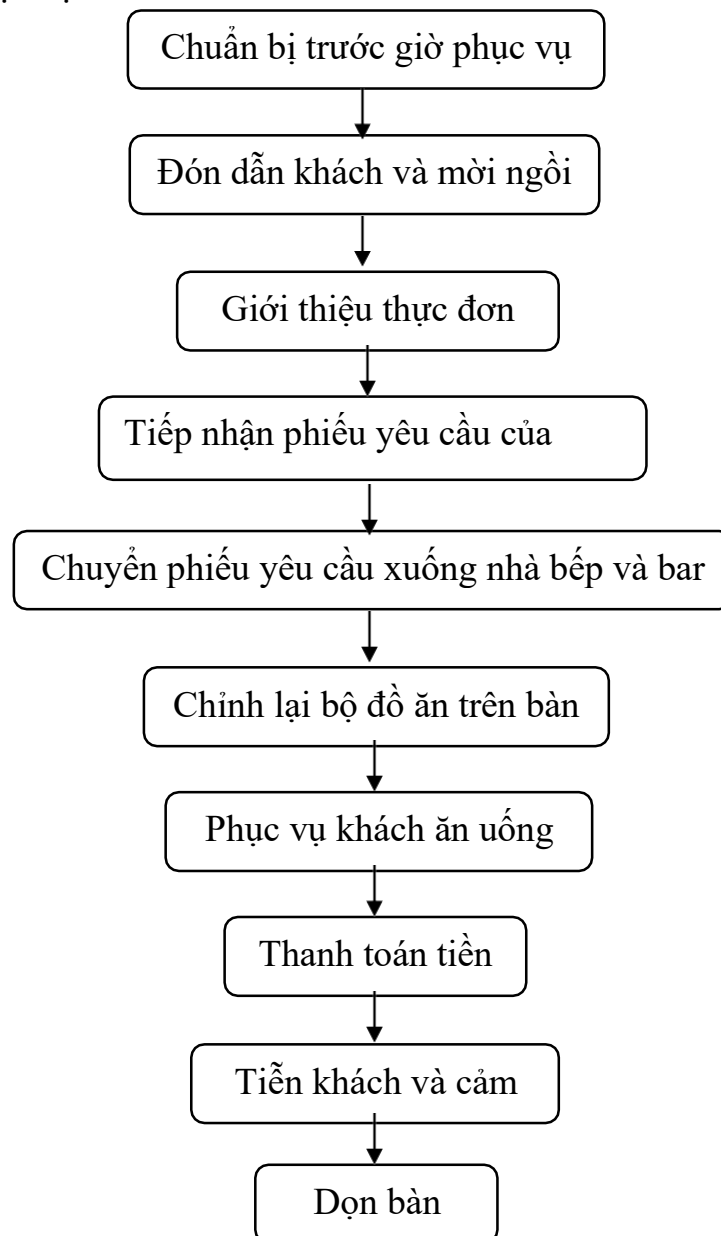 Chuẩn bị trước giờ phục vụ
Đón dẫn khách và mời ngồi
Giới thiệu thực đơn
Tiếp nhận phiếu yêu cầu của
Chuyển phiếu yêu cầu xuống nhà bếp và bar
Chỉnh lại bộ đồ ăn trên bàn
Phục vụ khách ăn uống
Thanh toán tiền
Tiễn khách và cảm
Dọn bàn